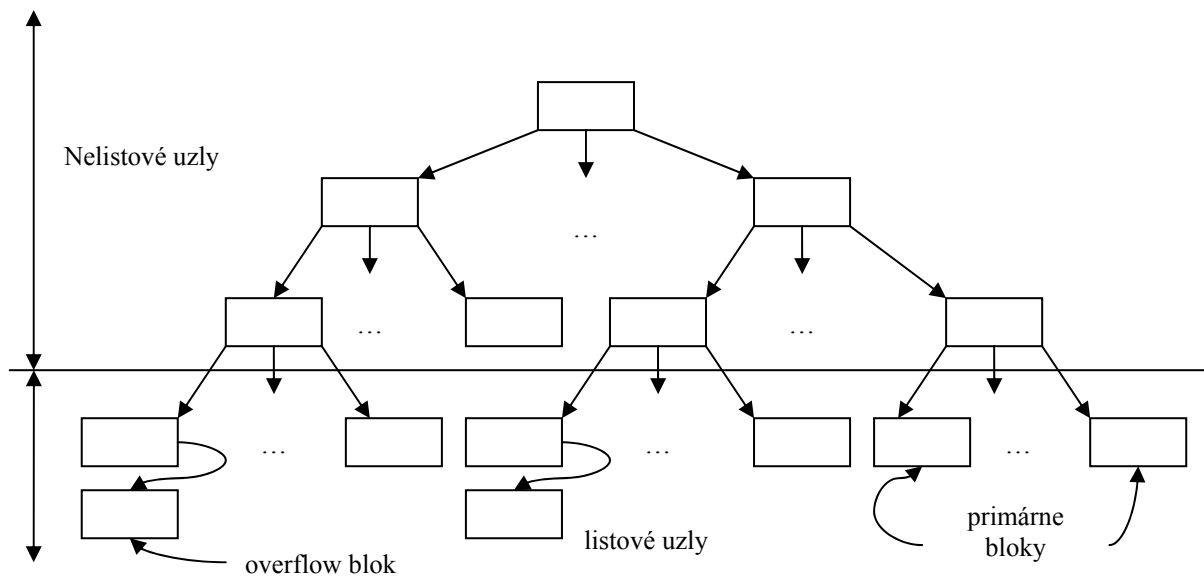 Nelistové uzly
…
…
…
…
…
…
…
overflow blok
listové uzly
primárne
bloky